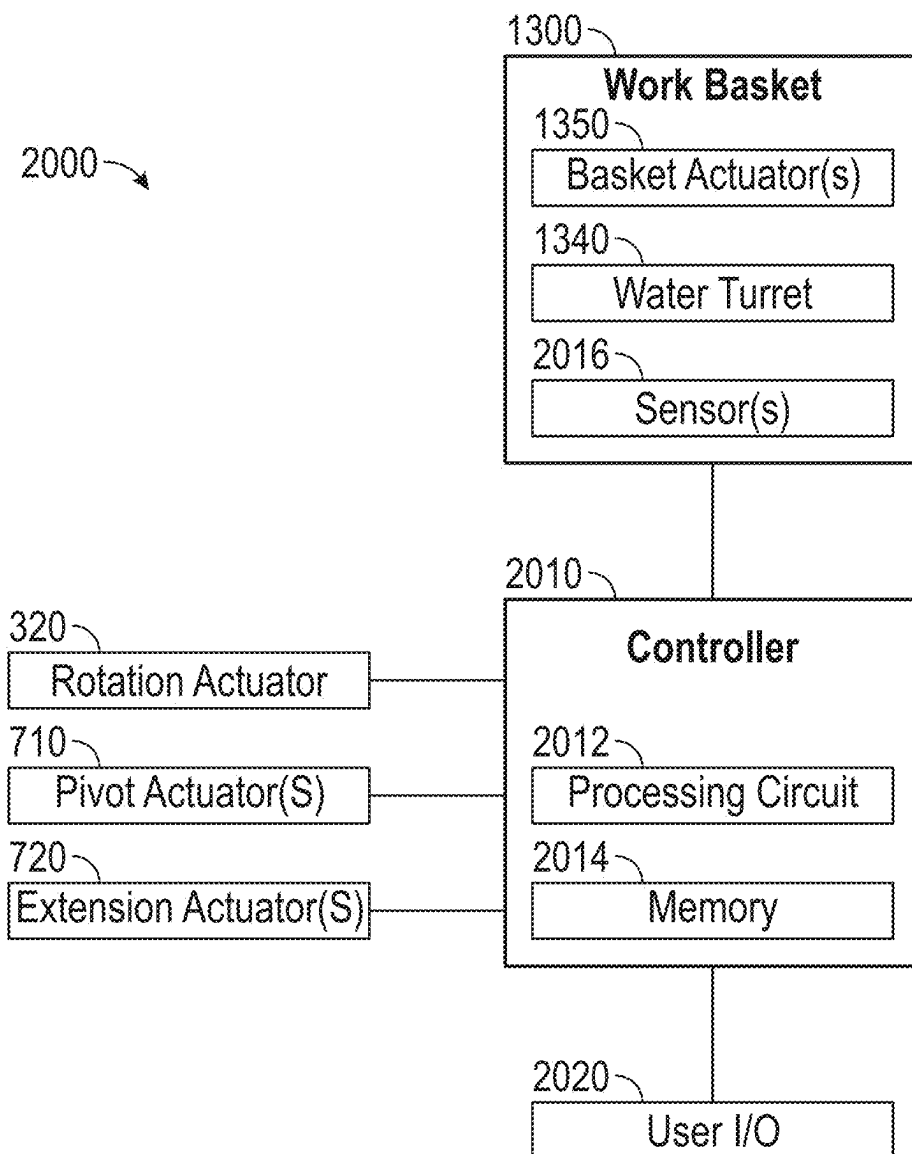 1300
Work Basket
1350
Basket Actuator(s)
2000
1340
Water Turret
2016
Sensor(s)
2010
Controller
320
Rotation Actuator
2012
Processing Circuit
710
Pivot Actuator(S)
2014
Memory
720
Extension Actuator(S)
2020
User I/O